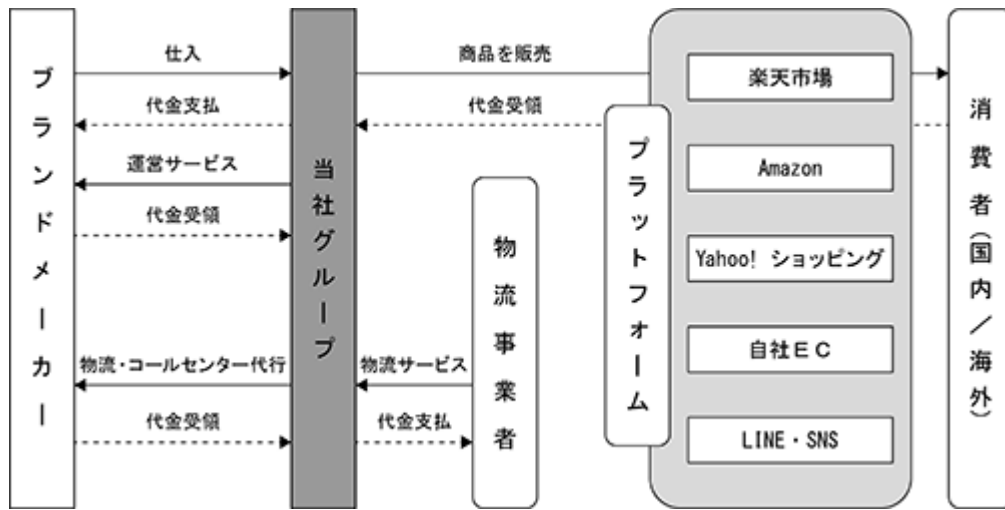 ブランドメーカー
仕入
代金支払
運営サービス
代金受領
物流・コールセンター代行
代金受領
当社グループ
商品を販売
代金受領
物流サービス
代金支払
物流事業者
プラットフォーム
楽天市場
Amazon
Yahoo! ショッピング
自社EC
LINE・SNS
消費者(国内/海外)